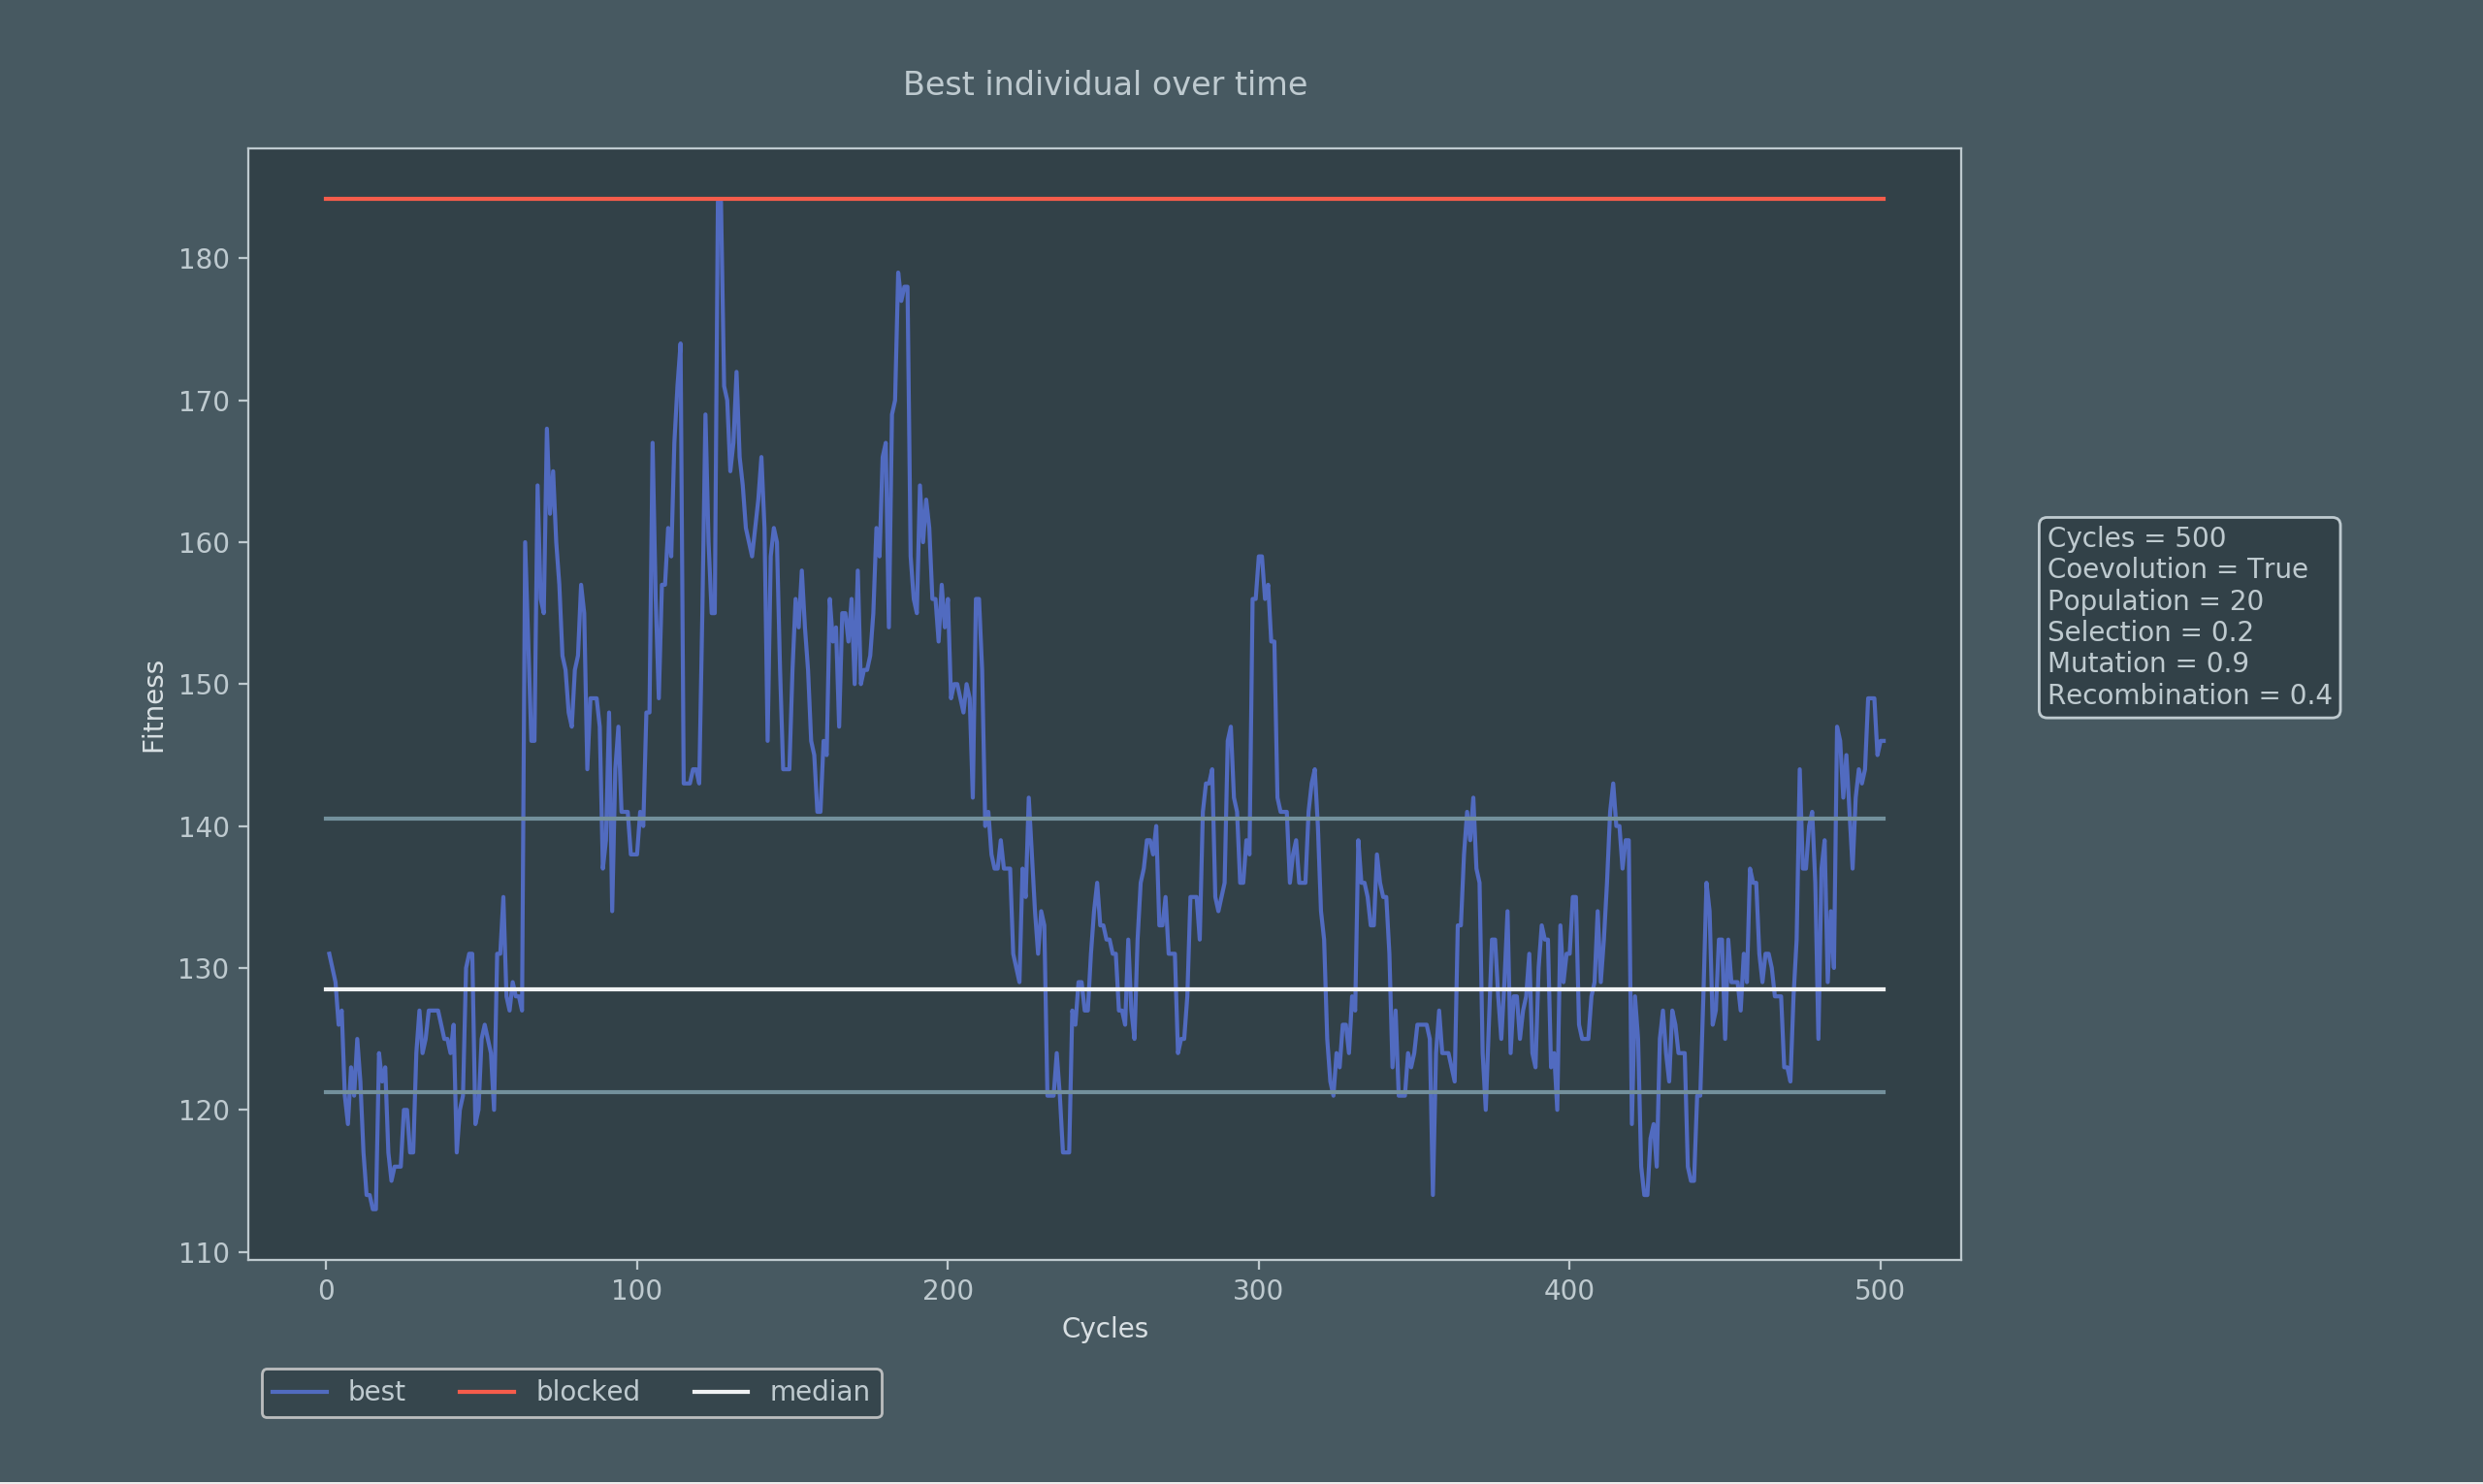 Best individual over time
Fitness
180
170
160
150
140
130
120
110
0 100 200 300 400 500
Cycles
best blocked median
Cycles = 500
Coevolution = True
Population = 20
Selection = 0.2
Mutation = 0.9
Recombination = 0.4